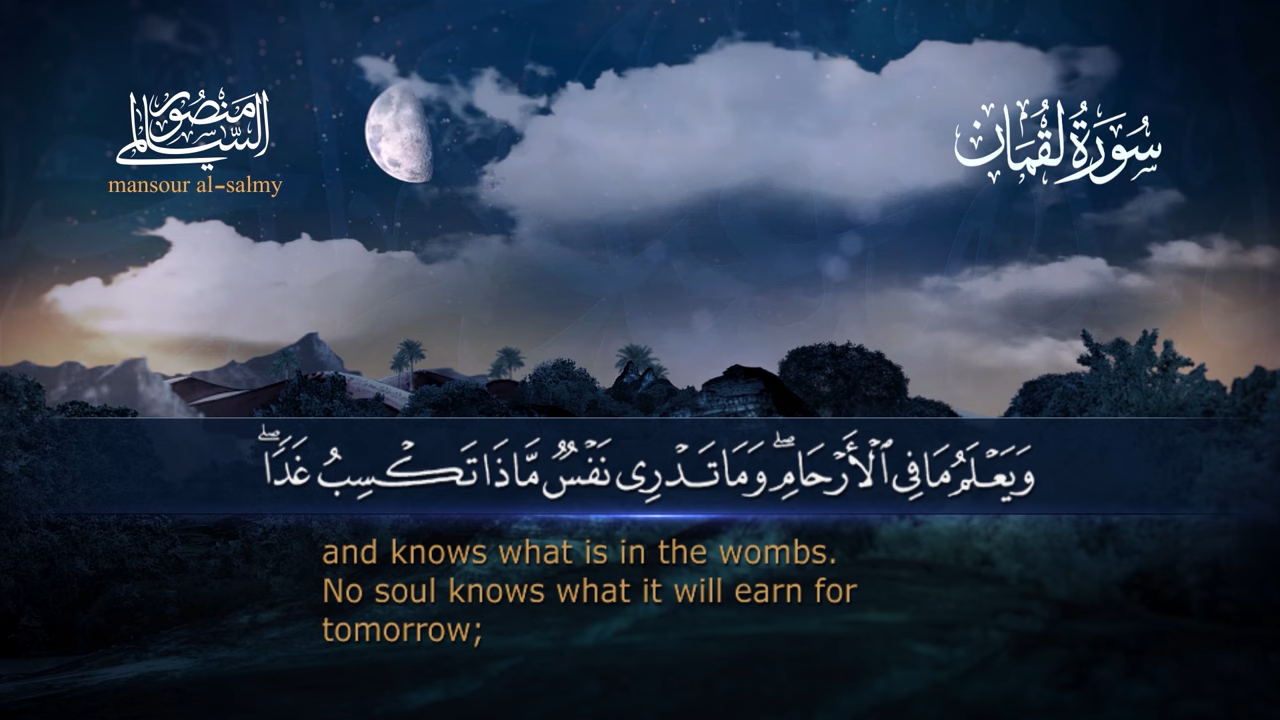 منصور
السالمي
mansour al-salmy
سُورَةُ لُقْمَان
وَيَعْلَمُ مَا فِى ٱلْأَرْحَامِ ۖ وَمَا تَدْرِى نَفْسٌ مَّاذَا تَكْسِبُ غَدًا ۖ
and knows what is in the wombs.
No soul knows what it will earn for
tomorrow;